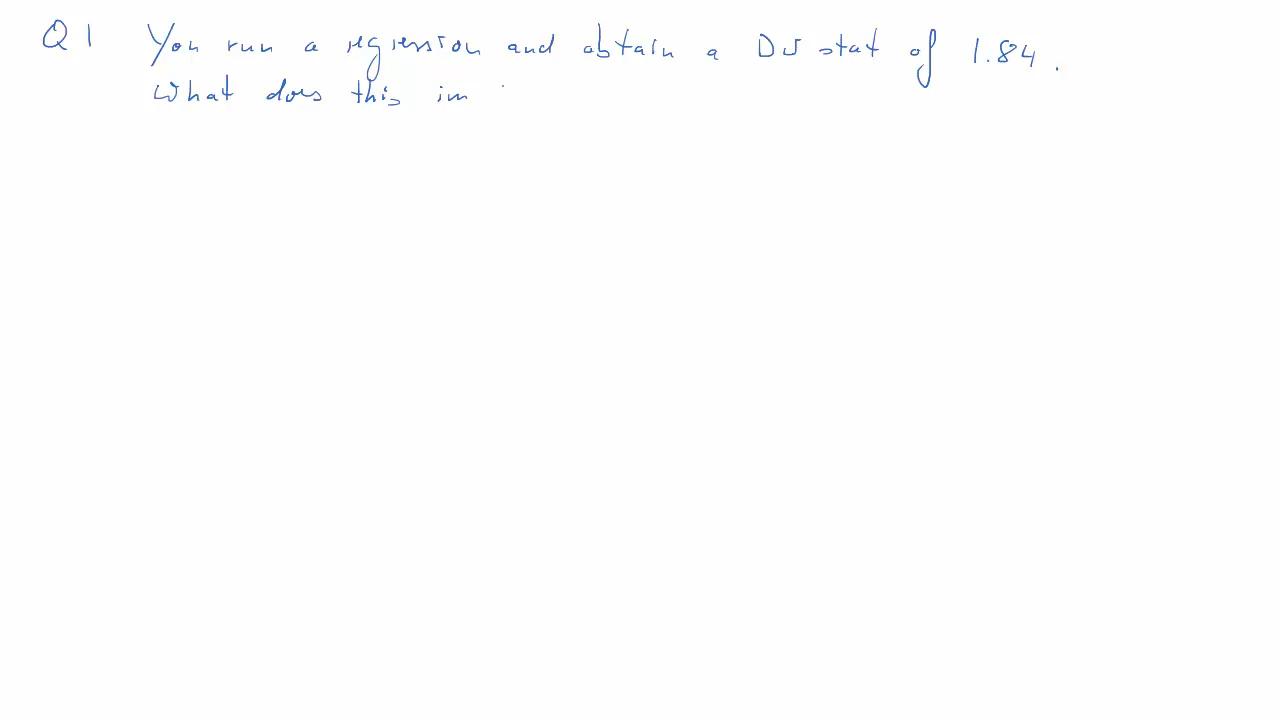 Q1 You run a regression and obtain a DW stat of 1.84.
What does this im